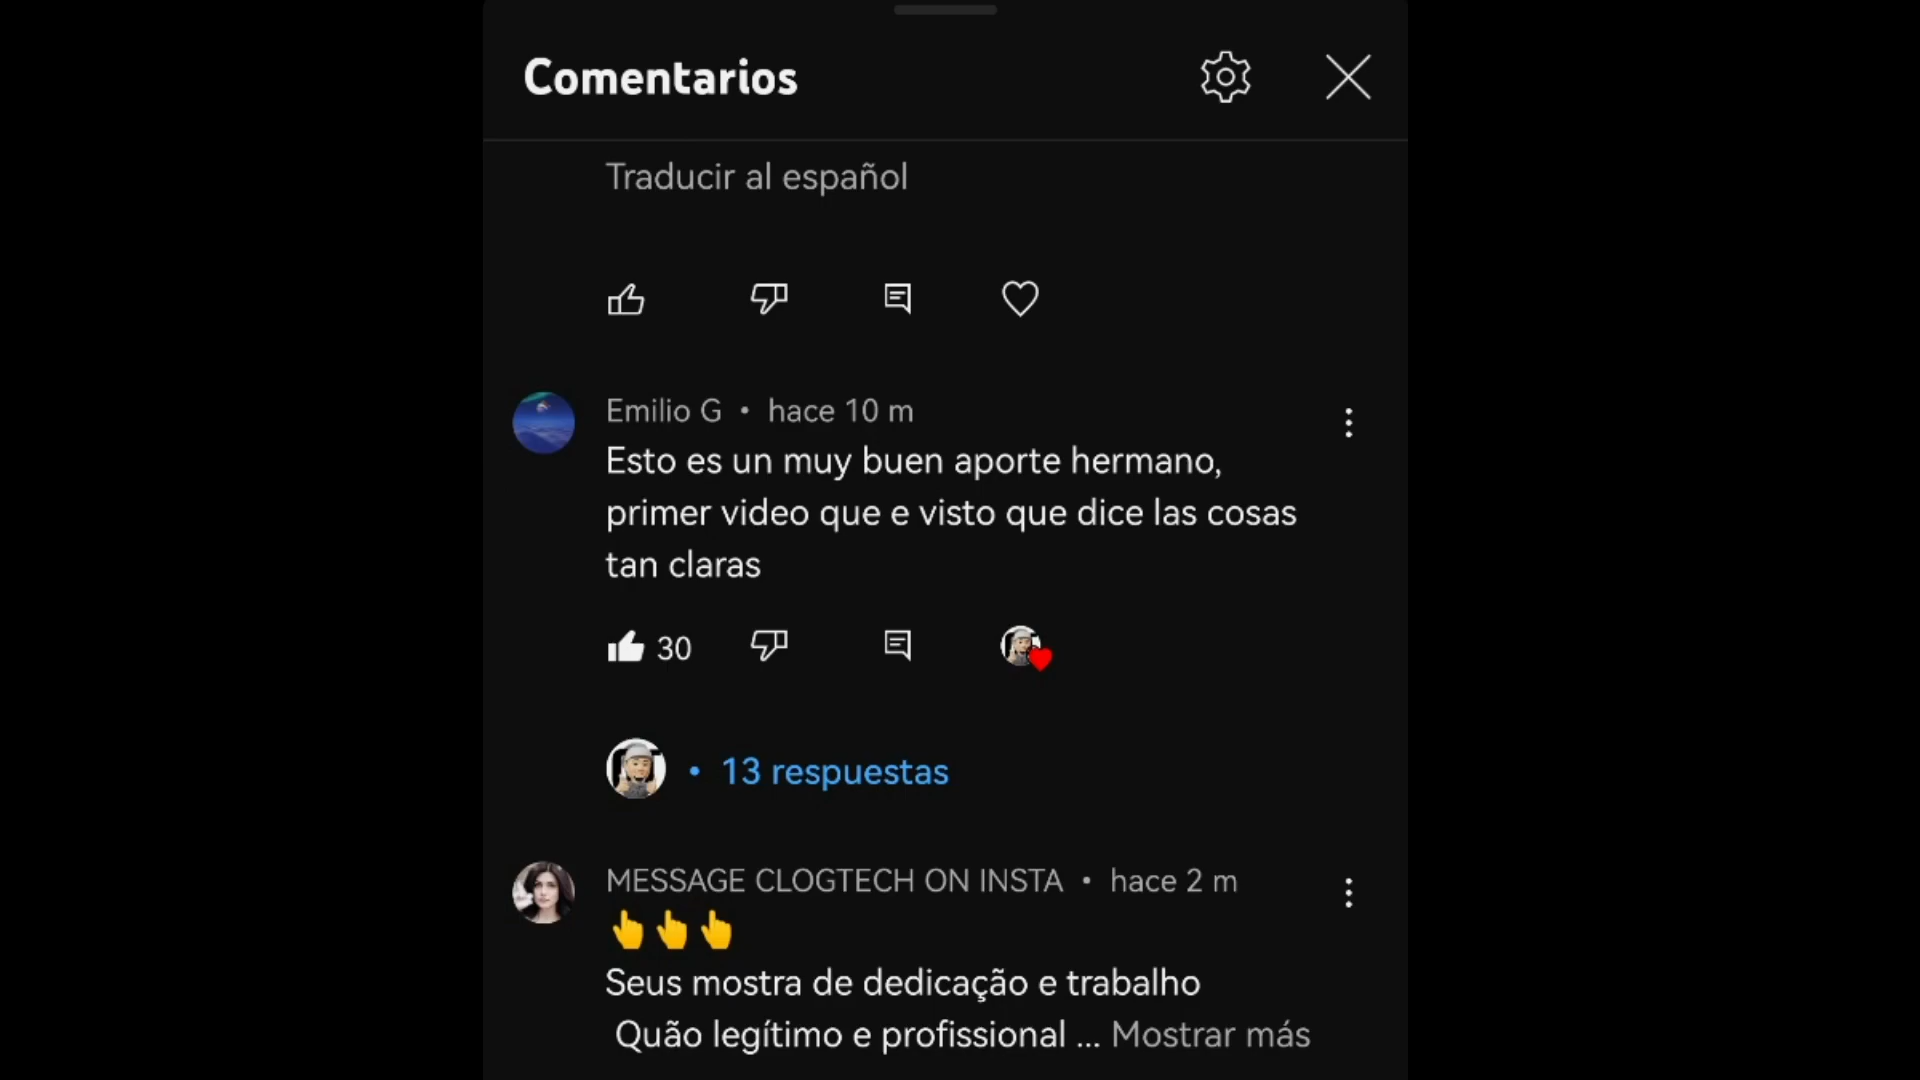 Comentarios
Traducir al español
Emilio G • hace 10 m
Esto es un muy buen aporte hermano,
primer video que e visto que dice las cosas
tan claras
30
• 13 respuestas
MESSAGE CLOGTECH ON INSTA • hace 2 m
👆👆👆
Seus mostra de dedicação e trabalho
Quão legítimo e profissional ... Mostrar más